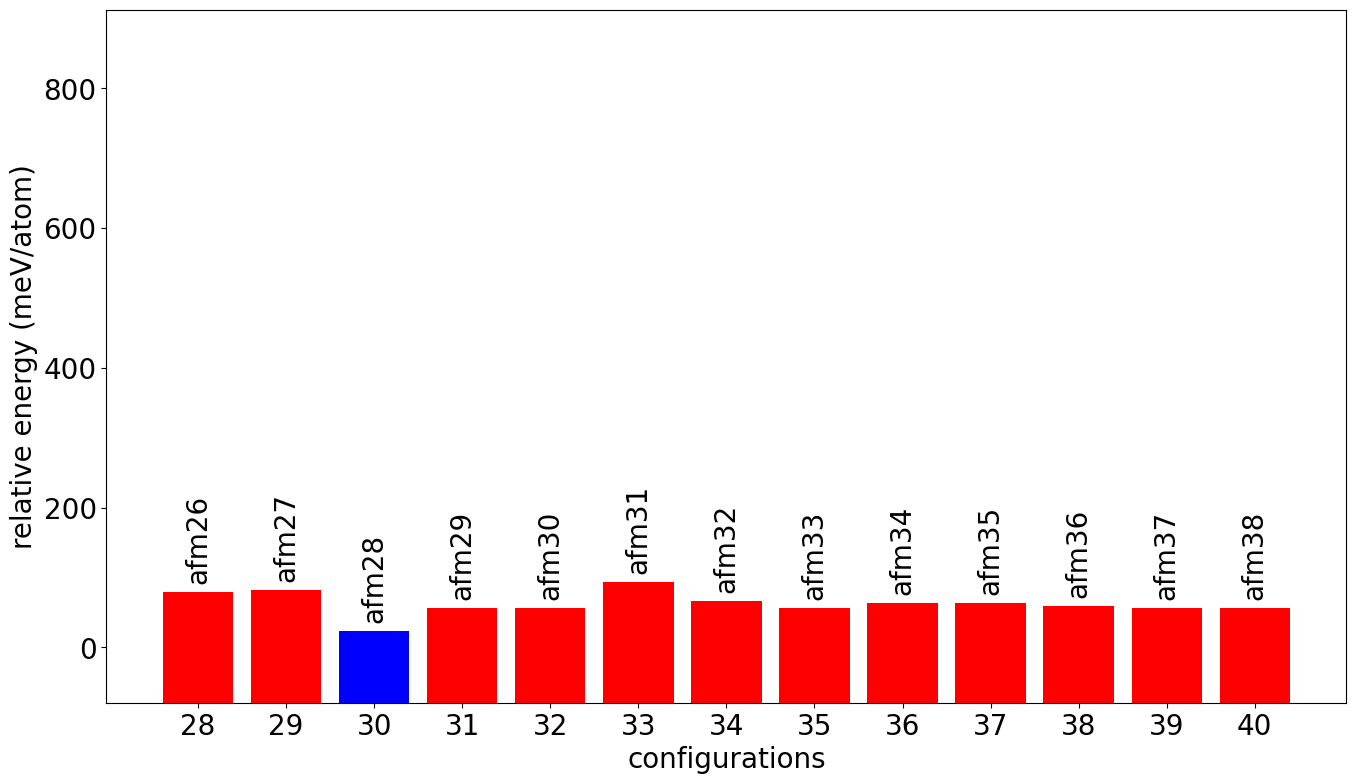 relative energy (meV/atom)
800
600
400
200
0
afm26
afm27
afm28
afm29
afm30
afm31
afm32
afm33
afm34
afm35
afm36
afm37
afm38
28 29 30 31 32 33 34 35 36 37 38 39 40
configurations